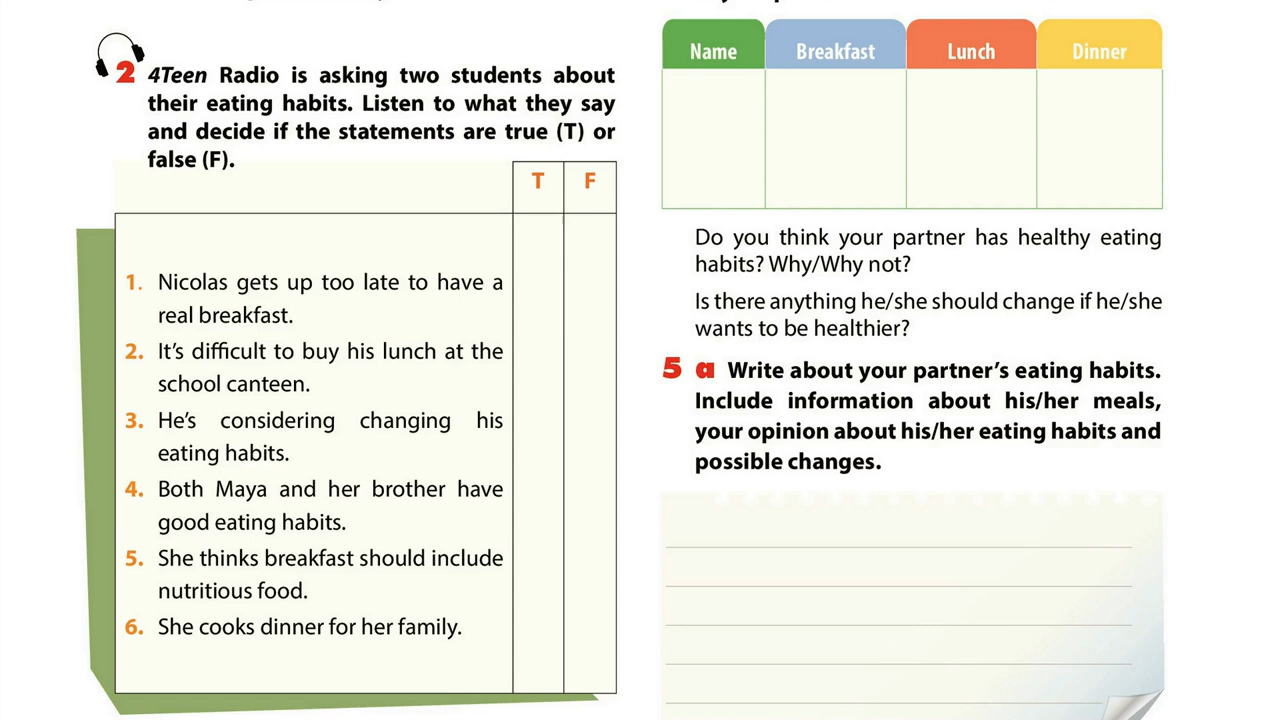 2 4Teen Radio is asking two students about
their eating habits. Listen to what they say
and decide if the statements are true (T) or
false (F).
T F
1. Nicolas gets up too late to have a
real breakfast.
2. It's difficult to buy his lunch at the
school canteen.
3. He's considering changing his
eating habits.
4. Both Maya and her brother have
good eating habits.
5. She thinks breakfast should include
nutritious food.
6. She cooks dinner for her family.
Name Breakfast Lunch Dinner
Do you think your partner has healthy eating
habits? Why/Why not?
Is there anything he/she should change if he/she
wants to be healthier?
5 a Write about your partner's eating habits.
Include information about his/her meals,
your opinion about his/her eating habits and
possible changes.